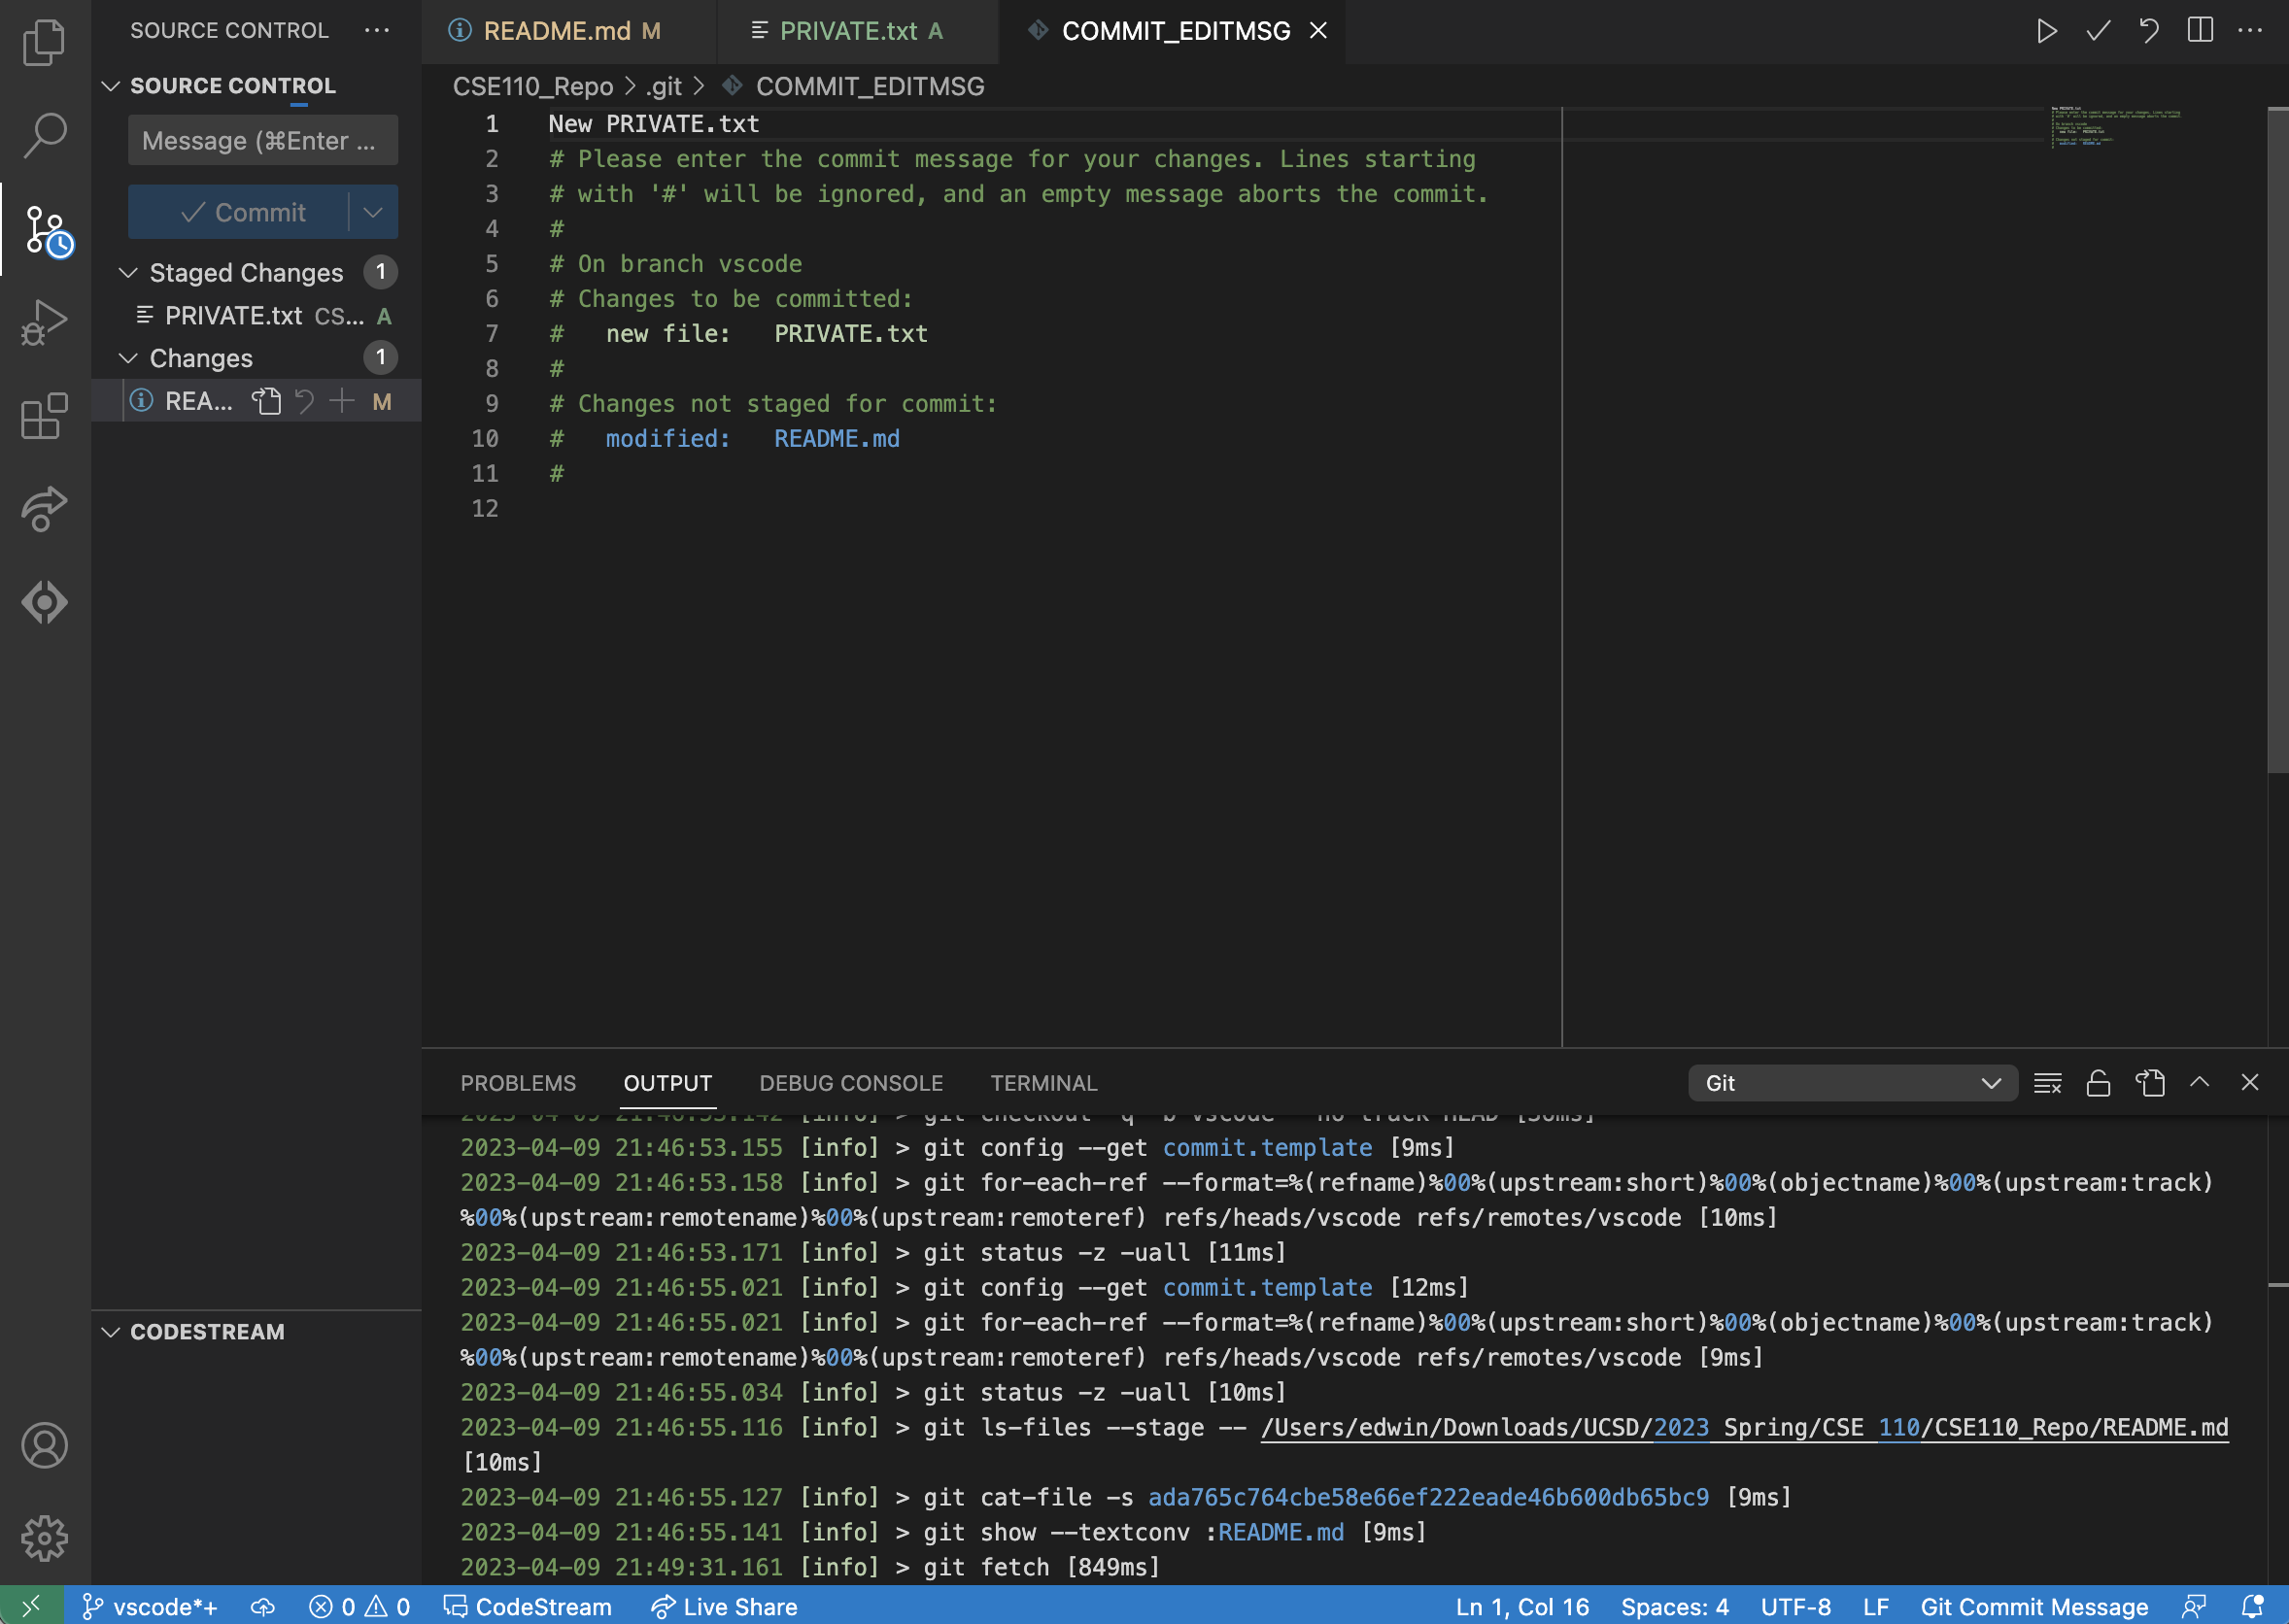 SOURCE CONTROL
README.md M
PRIVATE.txt A
COMMIT_EDITMSG
SOURCE CONTROL
Message (⌘Enter ...
Commit
Staged Changes 1
PRIVATE.txt CS... A
Changes 1
REA... M
CODESTREAM
CSE110_Repo > .git > COMMIT_EDITMSG
1 New PRIVATE.txt
2 # Please enter the commit message for your changes. Lines starting
3 # with '#' will be ignored, and an empty message aborts the commit.
4 #
5 # On branch vscode
6 # Changes to be committed:
7 #   new file:   PRIVATE.txt
8 #
9 # Changes not staged for commit:
10 #   modified:   README.md
11 #
12
PROBLEMS OUTPUT DEBUG CONSOLE TERMINAL Git
2023-04-09 21:46:53.155 [info] > git config --get commit.template [9ms]
2023-04-09 21:46:53.158 [info] > git for-each-ref --format=%(refname)%00%(upstream:short)%00%(objectname)%00%(upstream:track)
%00%(upstream:remotename)%00%(upstream:remoteref) refs/heads/vscode refs/remotes/vscode [10ms]
2023-04-09 21:46:53.171 [info] > git status -z -uall [11ms]
2023-04-09 21:46:55.021 [info] > git config --get commit.template [12ms]
2023-04-09 21:46:55.021 [info] > git for-each-ref --format=%(refname)%00%(upstream:short)%00%(objectname)%00%(upstream:track)
%00%(upstream:remotename)%00%(upstream:remoteref) refs/heads/vscode refs/remotes/vscode [9ms]
2023-04-09 21:46:55.034 [info] > git status -z -uall [10ms]
2023-04-09 21:46:55.116 [info] > git ls-files --stage -- /Users/edwin/Downloads/UCSD/2023 Spring/CSE 110/CSE110_Repo/README.md
[10ms]
2023-04-09 21:46:55.127 [info] > git cat-file -s ada765c764cbe58e66ef222eade46b600db65bc9 [9ms]
2023-04-09 21:46:55.141 [info] > git show --textconv :README.md [9ms]
2023-04-09 21:49:31.161 [info] > git fetch [849ms]
vscode*+ 0 0 CodeStream Live Share Ln 1, Col 16 Spaces: 4 UTF-8 LF Git Commit Message